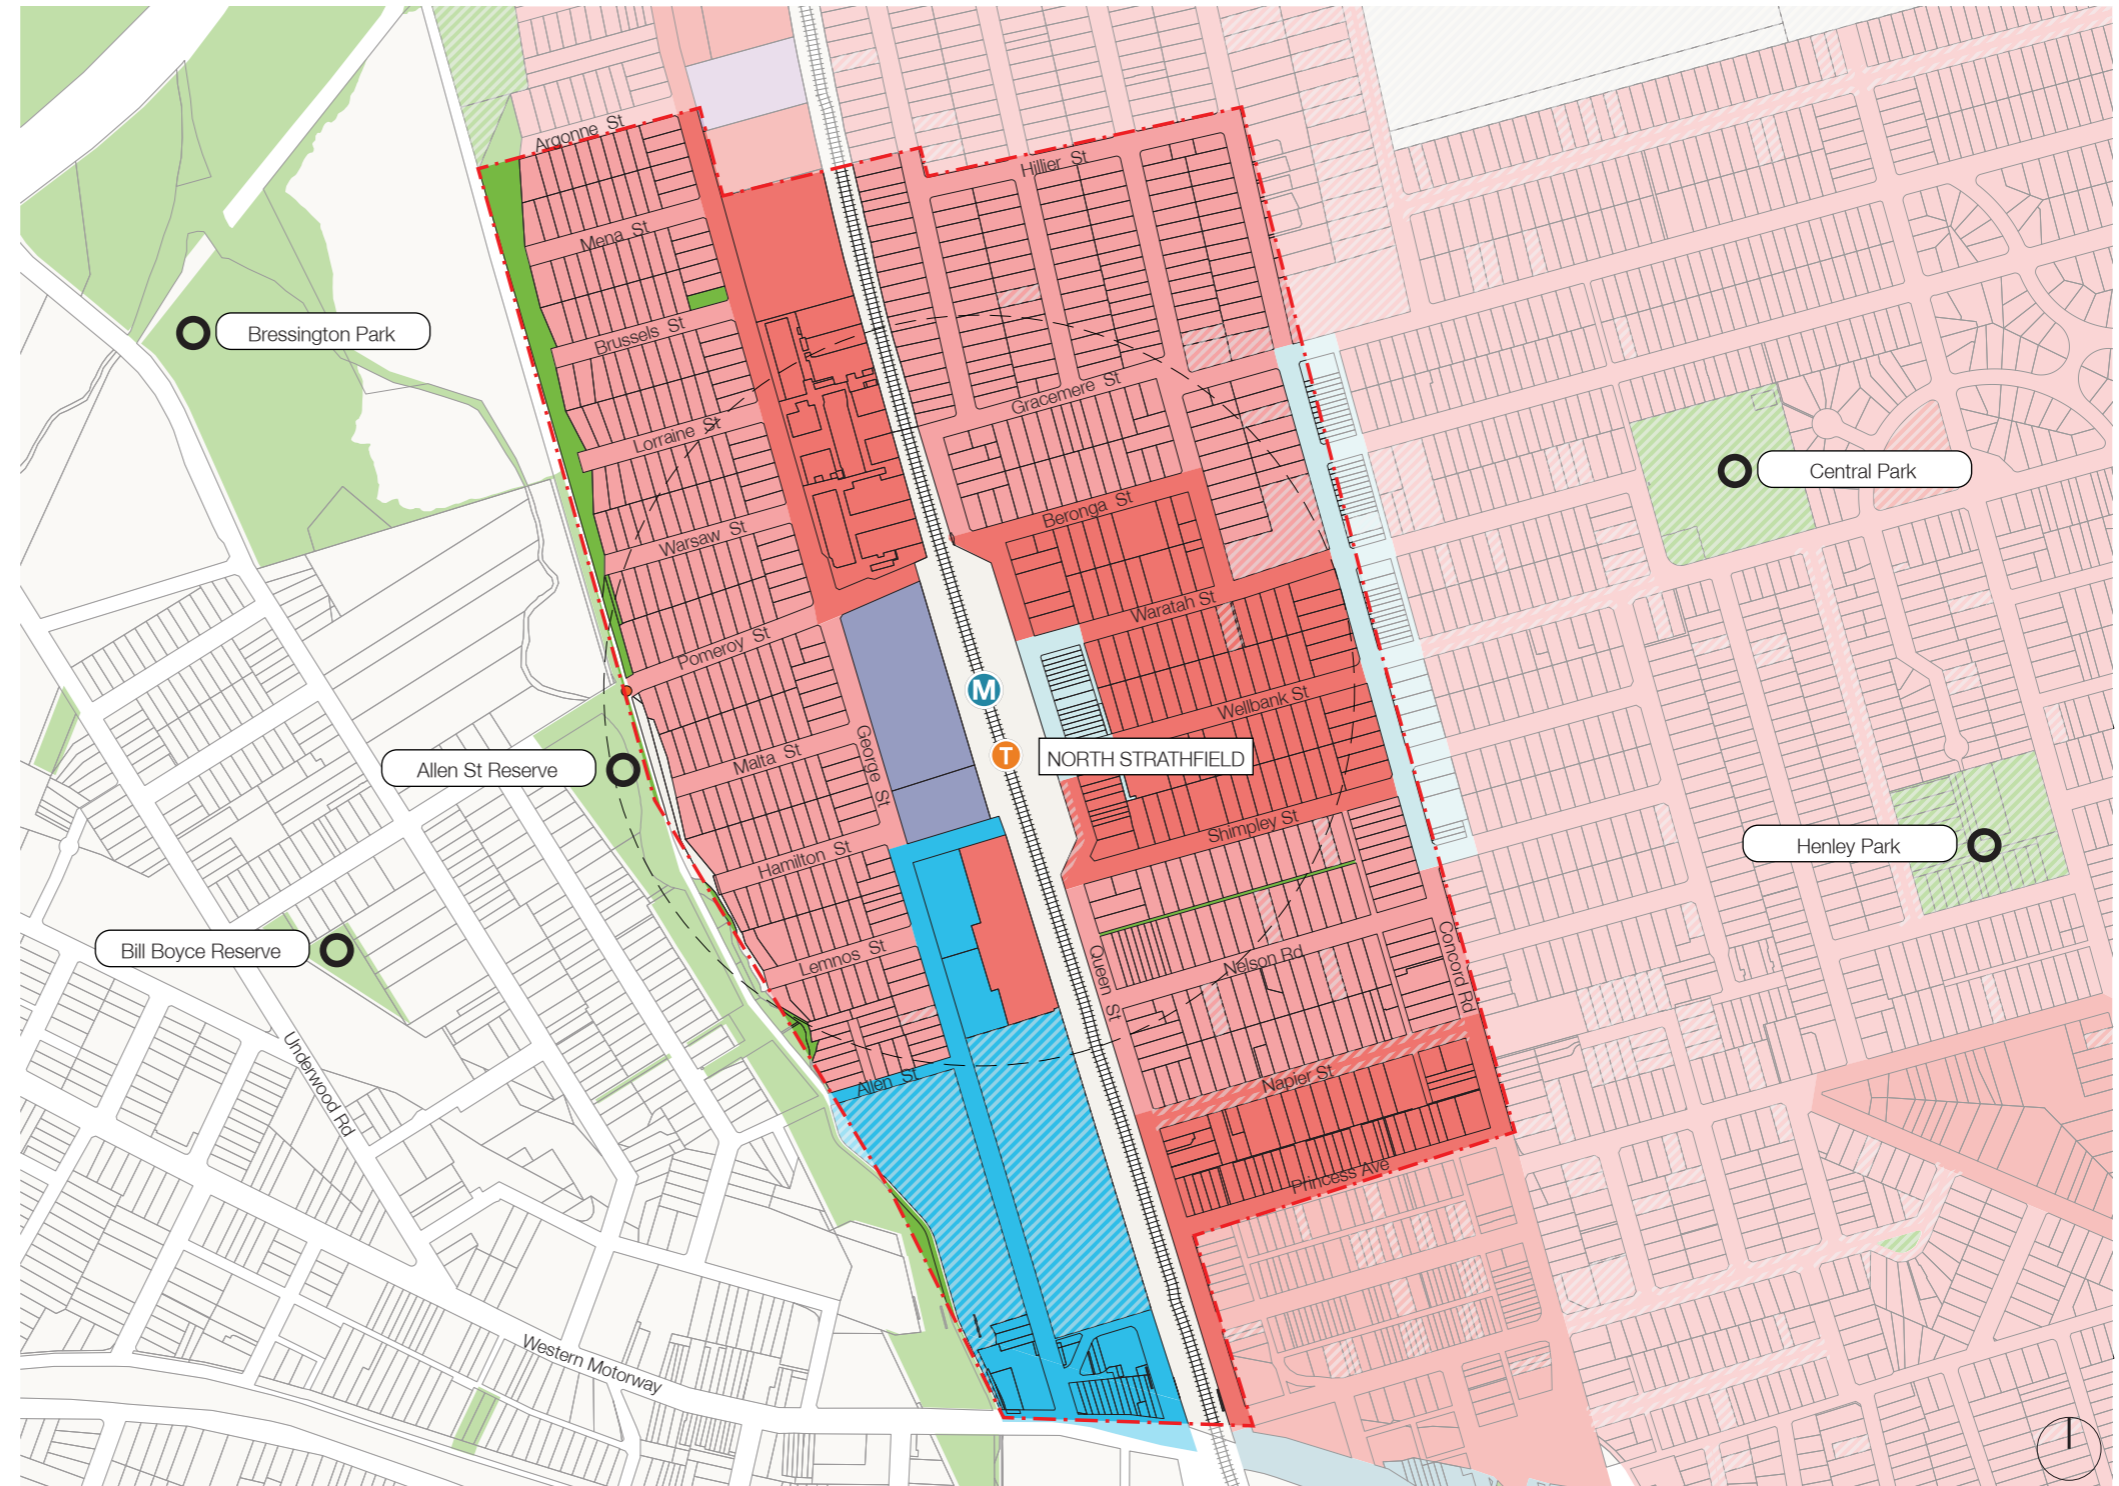 Argonne St
Hillier St
Mena St
Bressington Park
Brussels St
Gracemere St
Lorraine St
Central Park
Beronga St
Warsaw St
Waratah St
Pomeroy St
M
Wellbank St
George St
Malta St
T
NORTH STRATHFIELD
Allen St Reserve
Shimpley St
Henley Park
Hamilton St
Bill Boyce Reserve
Lemnos St
Queen St
Nelson Rd
Concord Rd
Underwood Rd
Allen St
Napier St
Princess Ave
Western Motorway